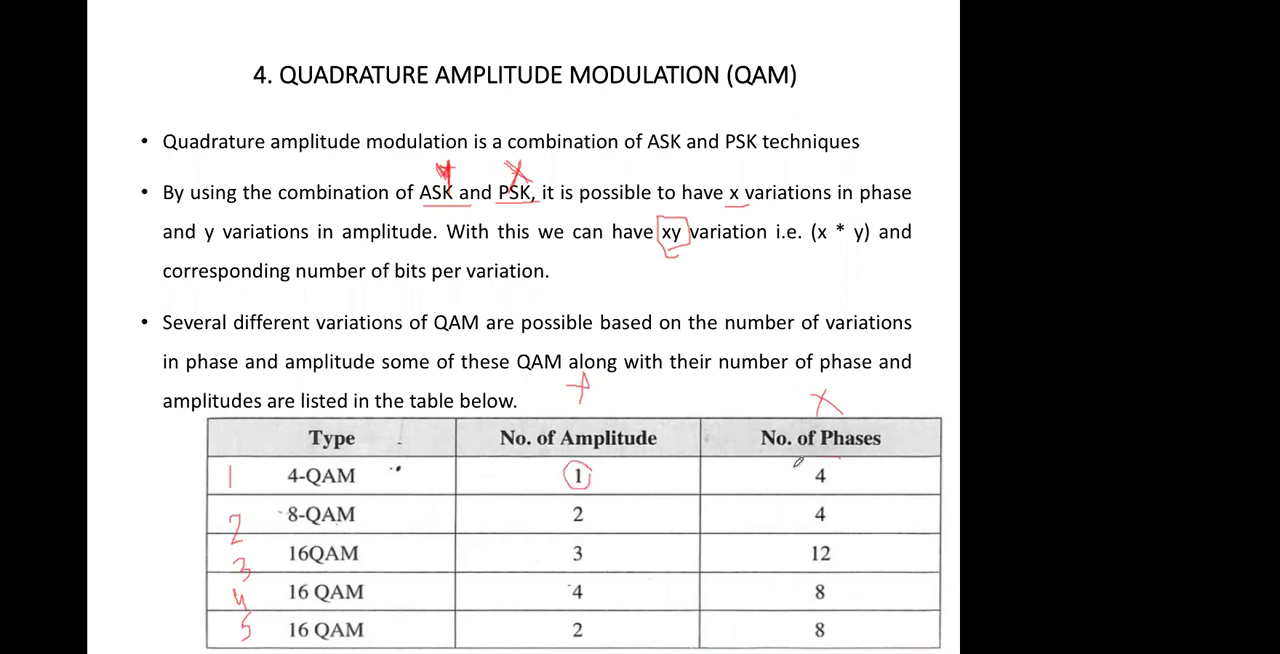 4. QUADRATURE AMPLITUDE MODULATION (QAM)
• Quadrature amplitude modulation is a combination of ASK and PSK techniques
• By using the combination of ASK and PSK, it is possible to have x variations in phase
and y variations in amplitude. With this we can have xy variation i.e. (x * y) and
corresponding number of bits per variation.
• Several different variations of QAM are possible based on the number of variations
in phase and amplitude some of these QAM along with their number of phase and
amplitudes are listed in the table below.
Type No. of Amplitude No. of Phases
1 4-QAM 1 4
2 8-QAM 2 4
3 16QAM 3 12
4 16 QAM 4 8
5 16 QAM 2 8